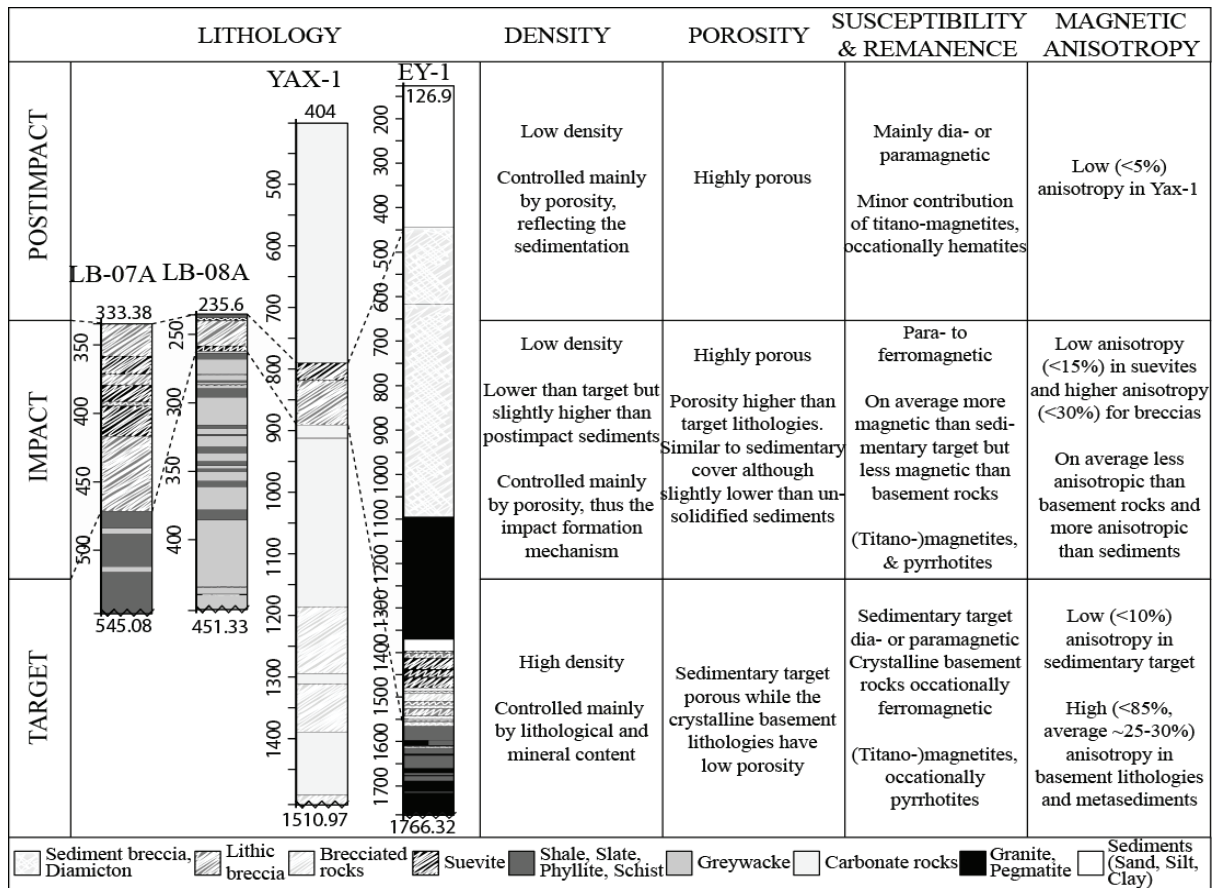 LITHOLOGY
DENSITY
POROSITY
SUSCEPTIBILITY
& REMANENCE
MAGNETIC
ANISOTROPY
POSTIMPACT
IMPACT
TARGET
LB-07A
333.38
350
400
450
500
545.08
LB-08A
235.6
250
300
350
400
451.33
YAX-1
404
500
600
700
800
900
1000
1100
1200
1300
1400
1510.97
EY-1
126.9
200
300
400
500
600
700
800
900
1000
1100
1200
1300
1400
1500
1600
1700
1766.32
Low density
Controlled mainly
by porosity,
reflecting the
sedimentation
Highly porous
Mainly dia- or
paramagnetic
Minor contribution
of titano-magnetites,
occationally hematites
Low (<5%)
anisotropy in Yax-1
Low density
Lower than target but
slightly higher than
postimpact sediments
Controlled mainly
by porosity, thus the
impact formation
mechanism
Highly porous
Porosity higher than
target lithologies.
Similar to sedimentary
cover although
slightly lower than un-
solidified sediments
Para- to
ferromagnetic
On average more
magnetic than sedi-
mentary target but
less magnetic than
basement rocks
(Titano-)magnetites,
& pyrrhotites
Low anisotropy
(<15%) in suevites
and higher anisotropy
(<30%) for breccias
On average less
anisotropic than
basement rocks and
more anisotropic
than sediments
High density
Controlled mainly
by lithological and
mineral content
Sedimentary target
porous while the
crystalline basement
lithologies have
low porosity
Sedimentary target
dia- or paramagnetic
Crystalline basement
rocks occationally
ferromagnetic
(Titano-)magnetites,
occationally
pyrrhotites
Low (<10%)
anisotropy in
sedimentary target
High (<85%,
average ~25-30%)
anisotropy in
basement lithologies
and metasediments
Sediment breccia,
Diamicton
Lithic
breccia
Brecciated
rocks
Suevite
Shale, Slate,
Phyllite, Schist
Greywacke
Carbonate rocks
Granite,
Pegmatite
Sediments
(Sand, Silt,
Clay)